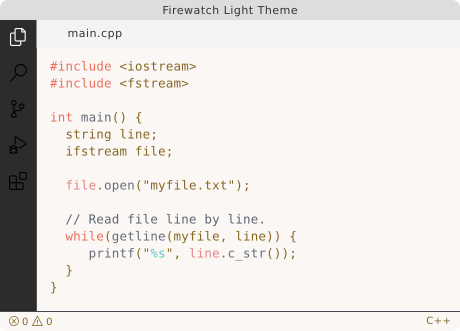 Firewatch Light Theme
main.cpp
#include <iostream>
#include <fstream>
int main() {
  string line;
  ifstream file;
  file.open("myfile.txt");
  // Read file line by line.
  while(getline(myfile, line)) {
     printf("%s", line.c_str());
  }
}
0 0 C++